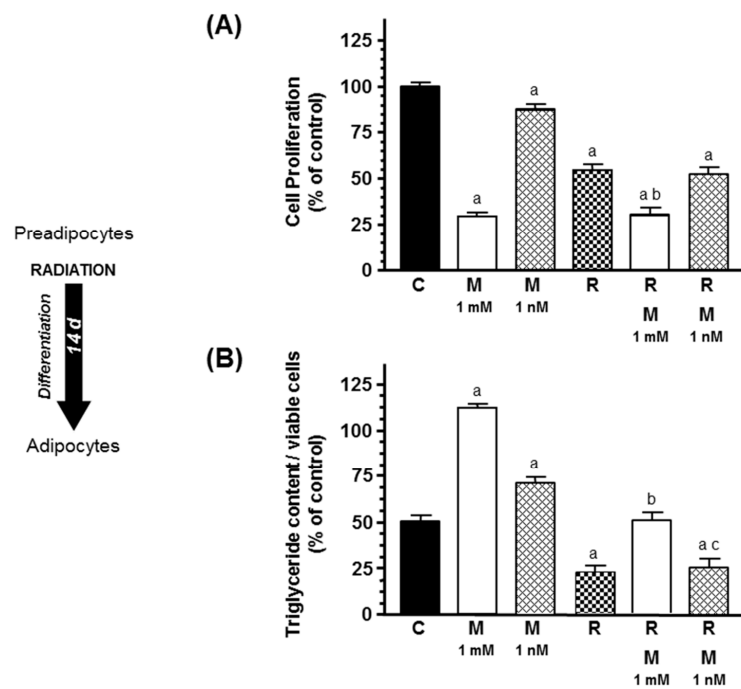 (A)
Cell Proliferation
(% of control)
125
100
75
50
25
0
a
a
a
a b
a
C
M
M
R
R
R
1 mM
1 nM
M
M
1 mM
1 nM
Preadipocytes
RADIATION
Differentiation
14 d
Adipocytes
(B)
Triglyceride content / viable cells
(% of control)
125
100
75
50
25
0
a
a
a
b
a c
C
M
M
R
R
R
1 mM
1 nM
M
M
1 mM
1 nM